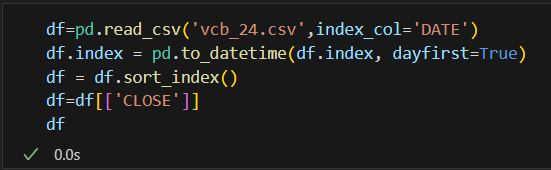 df=pd.read_csv('vcb_24.csv',index_col='DATE')
df.index = pd.to_datetime(df.index, dayfirst=True)
df = df.sort_index()
df=df[['CLOSE']]
df
0.0s